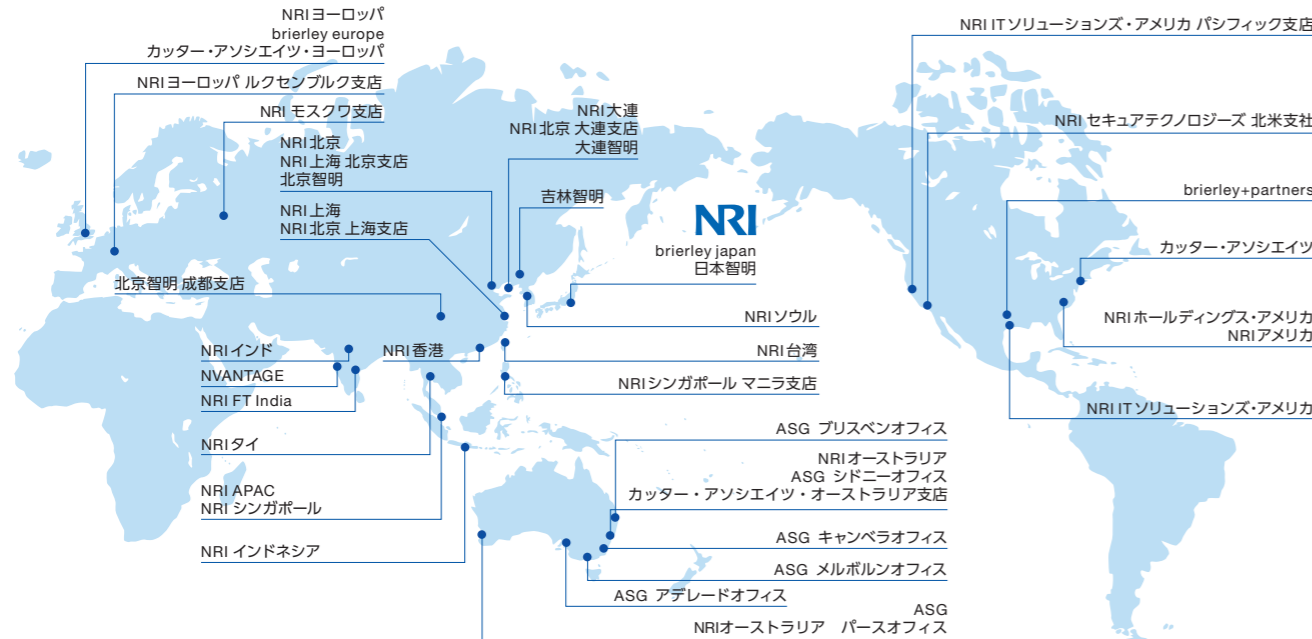 NRIヨーロッパ
brierley europe
カッター・アソシエイツ・ヨーロッパ
NRIヨーロッパ ルクセンブルク支店
NRI モスクワ支店
NRI北京
NRI上海 北京支店
北京智明
NRI上海
NRI北京 上海支店
北京智明 成都支店
NRI大連
NRI北京 大連支店
大連智明
吉林智明
NRI
brierley japan
日本智明
NRIソウル
NRI台湾
NRIシンガポール マニラ支店
NRI香港
NRIインド
NVANTAGE
NRI FT India
NRIタイ
NRI APAC
NRI シンガポール
NRI インドネシア
ASG ブリスベンオフィス
NRIオーストラリア
ASG シドニーオフィス
カッター・アソシエイツ・オーストラリア支店
ASG キャンベラオフィス
ASG メルボルンオフィス
ASG アデレードオフィス
ASG
NRIオーストラリア パースオフィス
NRI ITソリューションズ・アメリカ パシフィック支店
NRI セキュアテクノロジーズ 北米支社
brierley+partners
カッター・アソシエイツ
NRIホールディングス・アメリカ
NRIアメリカ
NRI ITソリューションズ・アメリカ